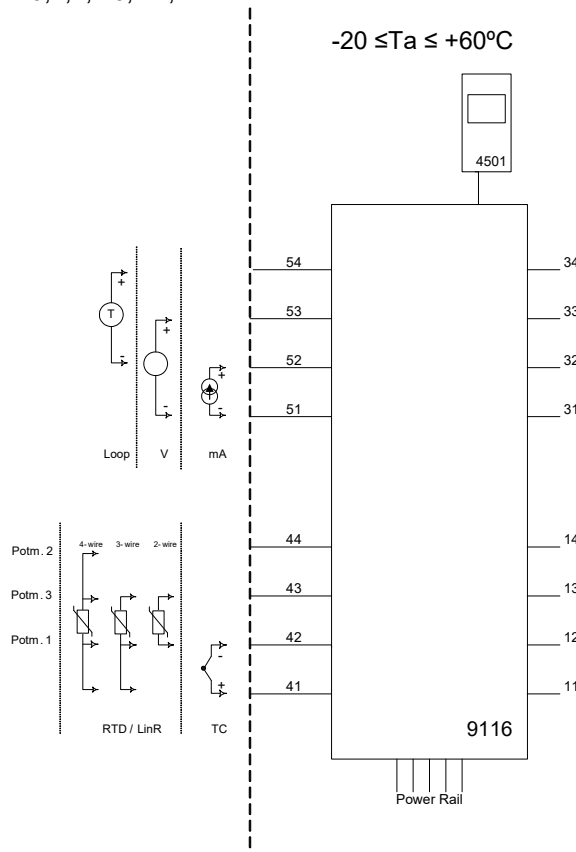 -20 ≤Ta ≤ +60ºC
4501
54
34
+
T
53
33
+
-
52
32
+
-
-
51
31
Loop
V
mA
44
14
4-wire
3-wire
2-wire
Potm. 2
43
13
Potm. 3
42
12
Potm. 1
-
+
41
11
RTD / LinR
TC
9116
Power Rail